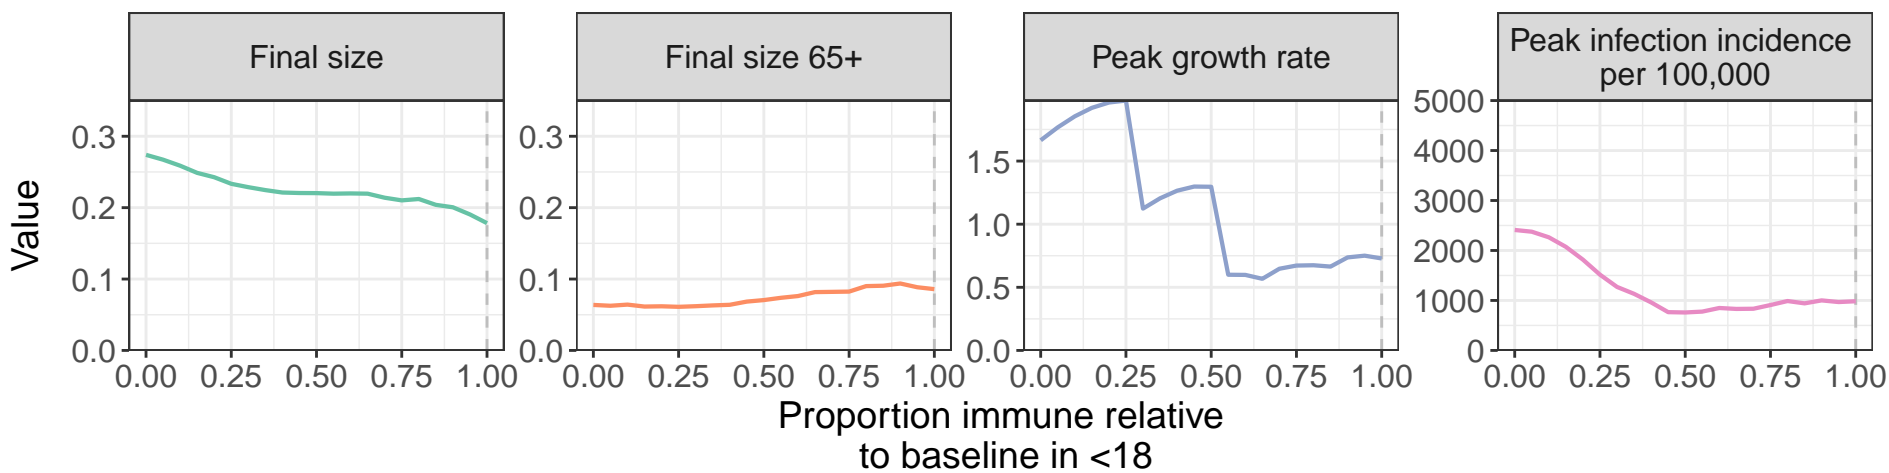 Final size
Final size 65+
Peak growth rate
Peak infection incidence
per 100,000
Value
0.3
0.2
0.1
0.0
0.00 0.25 0.50 0.75 1.00
0.3
0.2
0.1
0.0
0.00 0.25 0.50 0.75 1.00
1.5
1.0
0.5
0.0
0.00 0.25 0.50 0.75 1.00
5000
4000
3000
2000
1000
0
0.00 0.25 0.50 0.75 1.00
Proportion immune relative
to baseline in <18